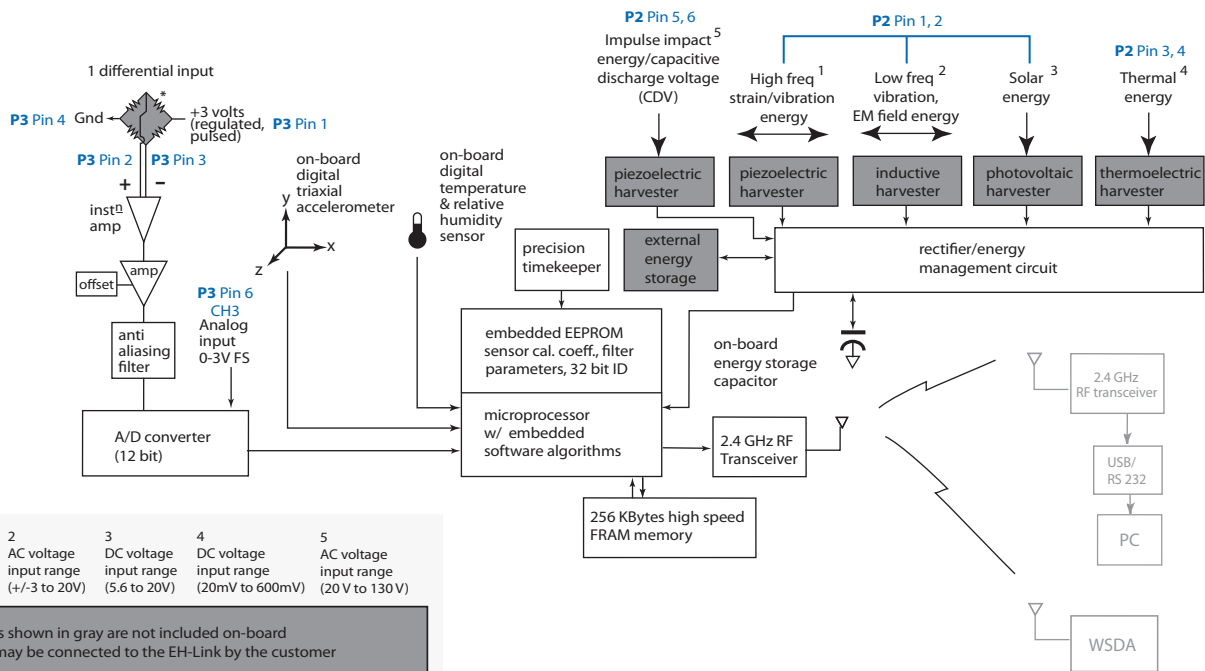 P2 Pin 5, 6
Impulse impact 5
energy/capacitive
discharge voltage
(CDV)
P2 Pin 1, 2
High freq 1
strain/vibration
energy
Low freq 2
vibration,
EM field energy
Solar 3
energy
P2 Pin 3, 4
Thermal 4
energy
1 differential input
*
P3 Pin 4 Gnd
+3 volts
(regulated,
pulsed)
P3 Pin 1
P3 Pin 2
P3 Pin 3
+ −
instn
amp
amp
offset
anti
aliasing
filter
P3 Pin 6
CH3
Analog
input
0-3V FS
A/D converter
(12 bit)
on-board
digital
triaxial
accelerometer
y
x
z
on-board
digital
temperature
& relative
humidity
sensor
precision
timekeeper
piezoelectric
harvester
piezoelectric
harvester
inductive
harvester
photovoltaic
harvester
thermoelectric
harvester
external
energy
storage
rectifier/energy
management circuit
embedded EEPROM
sensor cal. coeff., filter
parameters, 32 bit ID
microprocessor
w/ embedded
software algorithms
on-board
energy storage
capacitor
2.4 GHz RF
Transceiver
256 KBytes high speed
FRAM memory
2.4 GHz
RF transceiver
USB/
RS 232
PC
WSDA
2
AC voltage
input range
(+/-3 to 20V)
3
DC voltage
input range
(5.6 to 20V)
4
DC voltage
input range
(20mV to 600mV)
5
AC voltage
input range
(20 V to 130 V)
s shown in gray are not included on-board
may be connected to the EH-Link by the customer